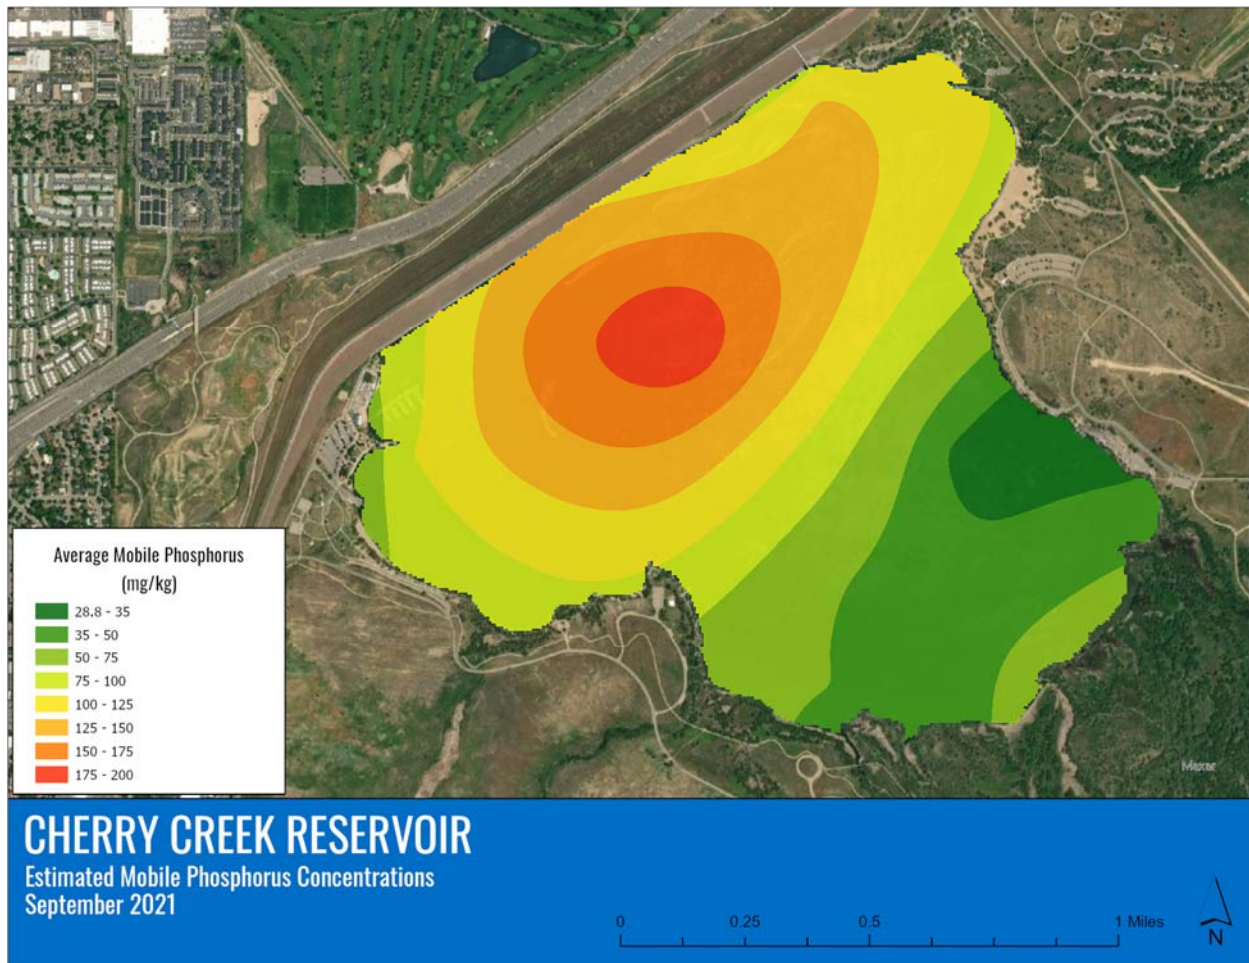 Average Mobile Phosphorus
(mg/kg)
28.8 - 35
35 - 50
50 - 75
75 - 100
100 - 125
125 - 150
150 - 175
175 - 200
Maxar
CHERRY CREEK RESERVOIR
Estimated Mobile Phosphorus Concentrations
September 2021
0 0.25 0.5 1 Miles
N